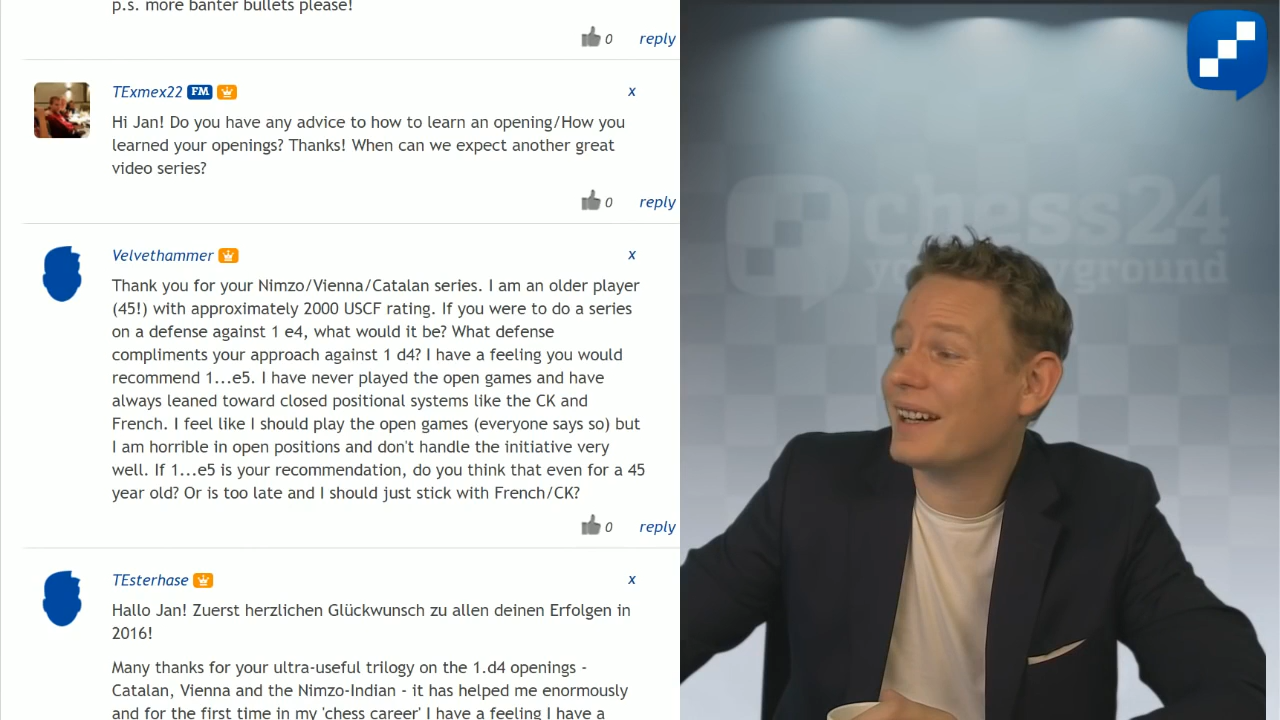 p.s. more banter bullets please!
0 reply
TExmex22 FM x
Hi Jan! Do you have any advice to how to learn an opening/How you
learned your openings? Thanks! When can we expect another great
video series?
0 reply
Velvethammer x
Thank you for your Nimzo/Vienna/Catalan series. I am an older player
(45!) with approximately 2000 USCF rating. If you were to do a series
on a defense against 1 e4, what would it be? What defense
compliments your approach against 1 d4? I have a feeling you would
recommend 1...e5. I have never played the open games and have
always leaned toward closed positional systems like the CK and
French. I feel like I should play the open games (everyone says so) but
I am horrible in open positions and don't handle the initiative very
well. If 1...e5 is your recommendation, do you think that even for a 45
year old? Or is too late and I should just stick with French/CK?
0 reply
TEsterhase x
Hallo Jan! Zuerst herzlichen Glückwunsch zu allen deinen Erfolgen in
2016!
Many thanks for your ultra-useful trilogy on the 1.d4 openings -
Catalan, Vienna and the Nimzo-Indian - it has helped me enormously
and for the first time in my 'chess career' I have a feeling I have a
chess24